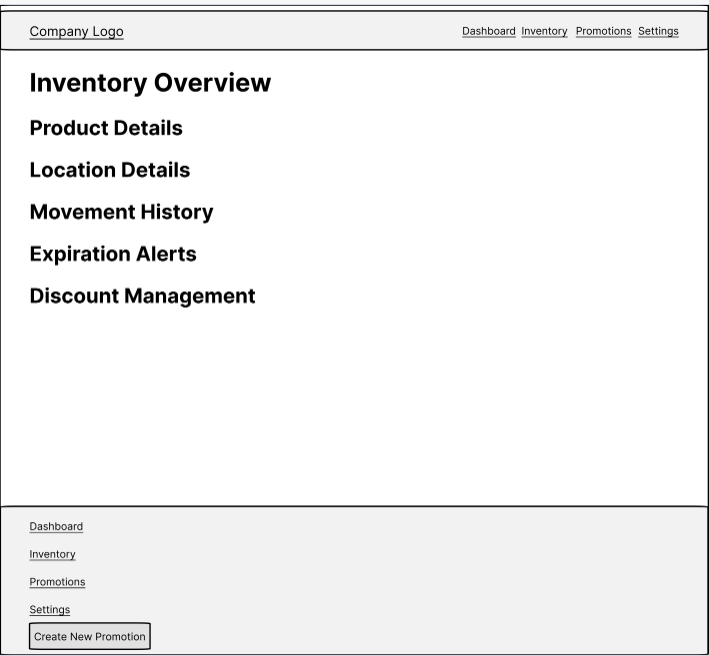 Company Logo
Dashboard Inventory Promotions Settings
Inventory Overview
Product Details
Location Details
Movement History
Expiration Alerts
Discount Management
Dashboard
Inventory
Promotions
Settings
Create New Promotion